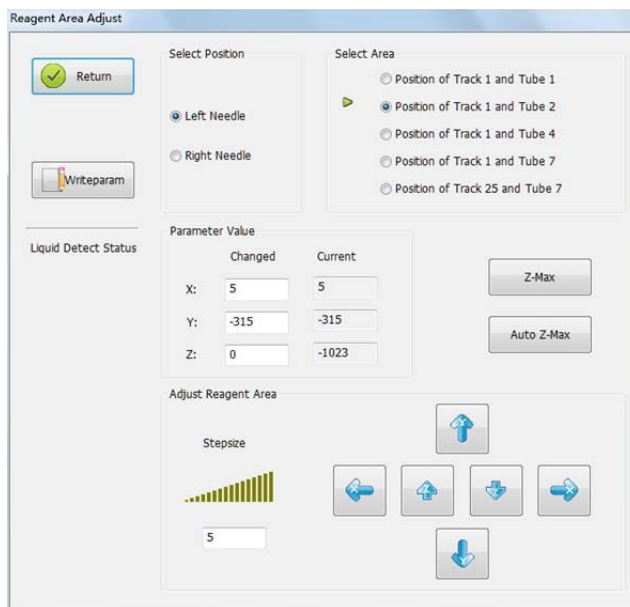 Reagent Area Adjust
Return
Writeparam
Liquid Detect Status
Select Position
Left Needle
Right Needle
Select Area
Position of Track 1 and Tube 1
Position of Track 1 and Tube 2
Position of Track 1 and Tube 4
Position of Track 1 and Tube 7
Position of Track 25 and Tube 7
Parameter Value
Changed Current
X: 5 5
Y: -315 -315
Z: 0 -1023
Z-Max
Auto Z-Max
Adjust Reagent Area
Stepsize
5
Y
X Z Z X
Y